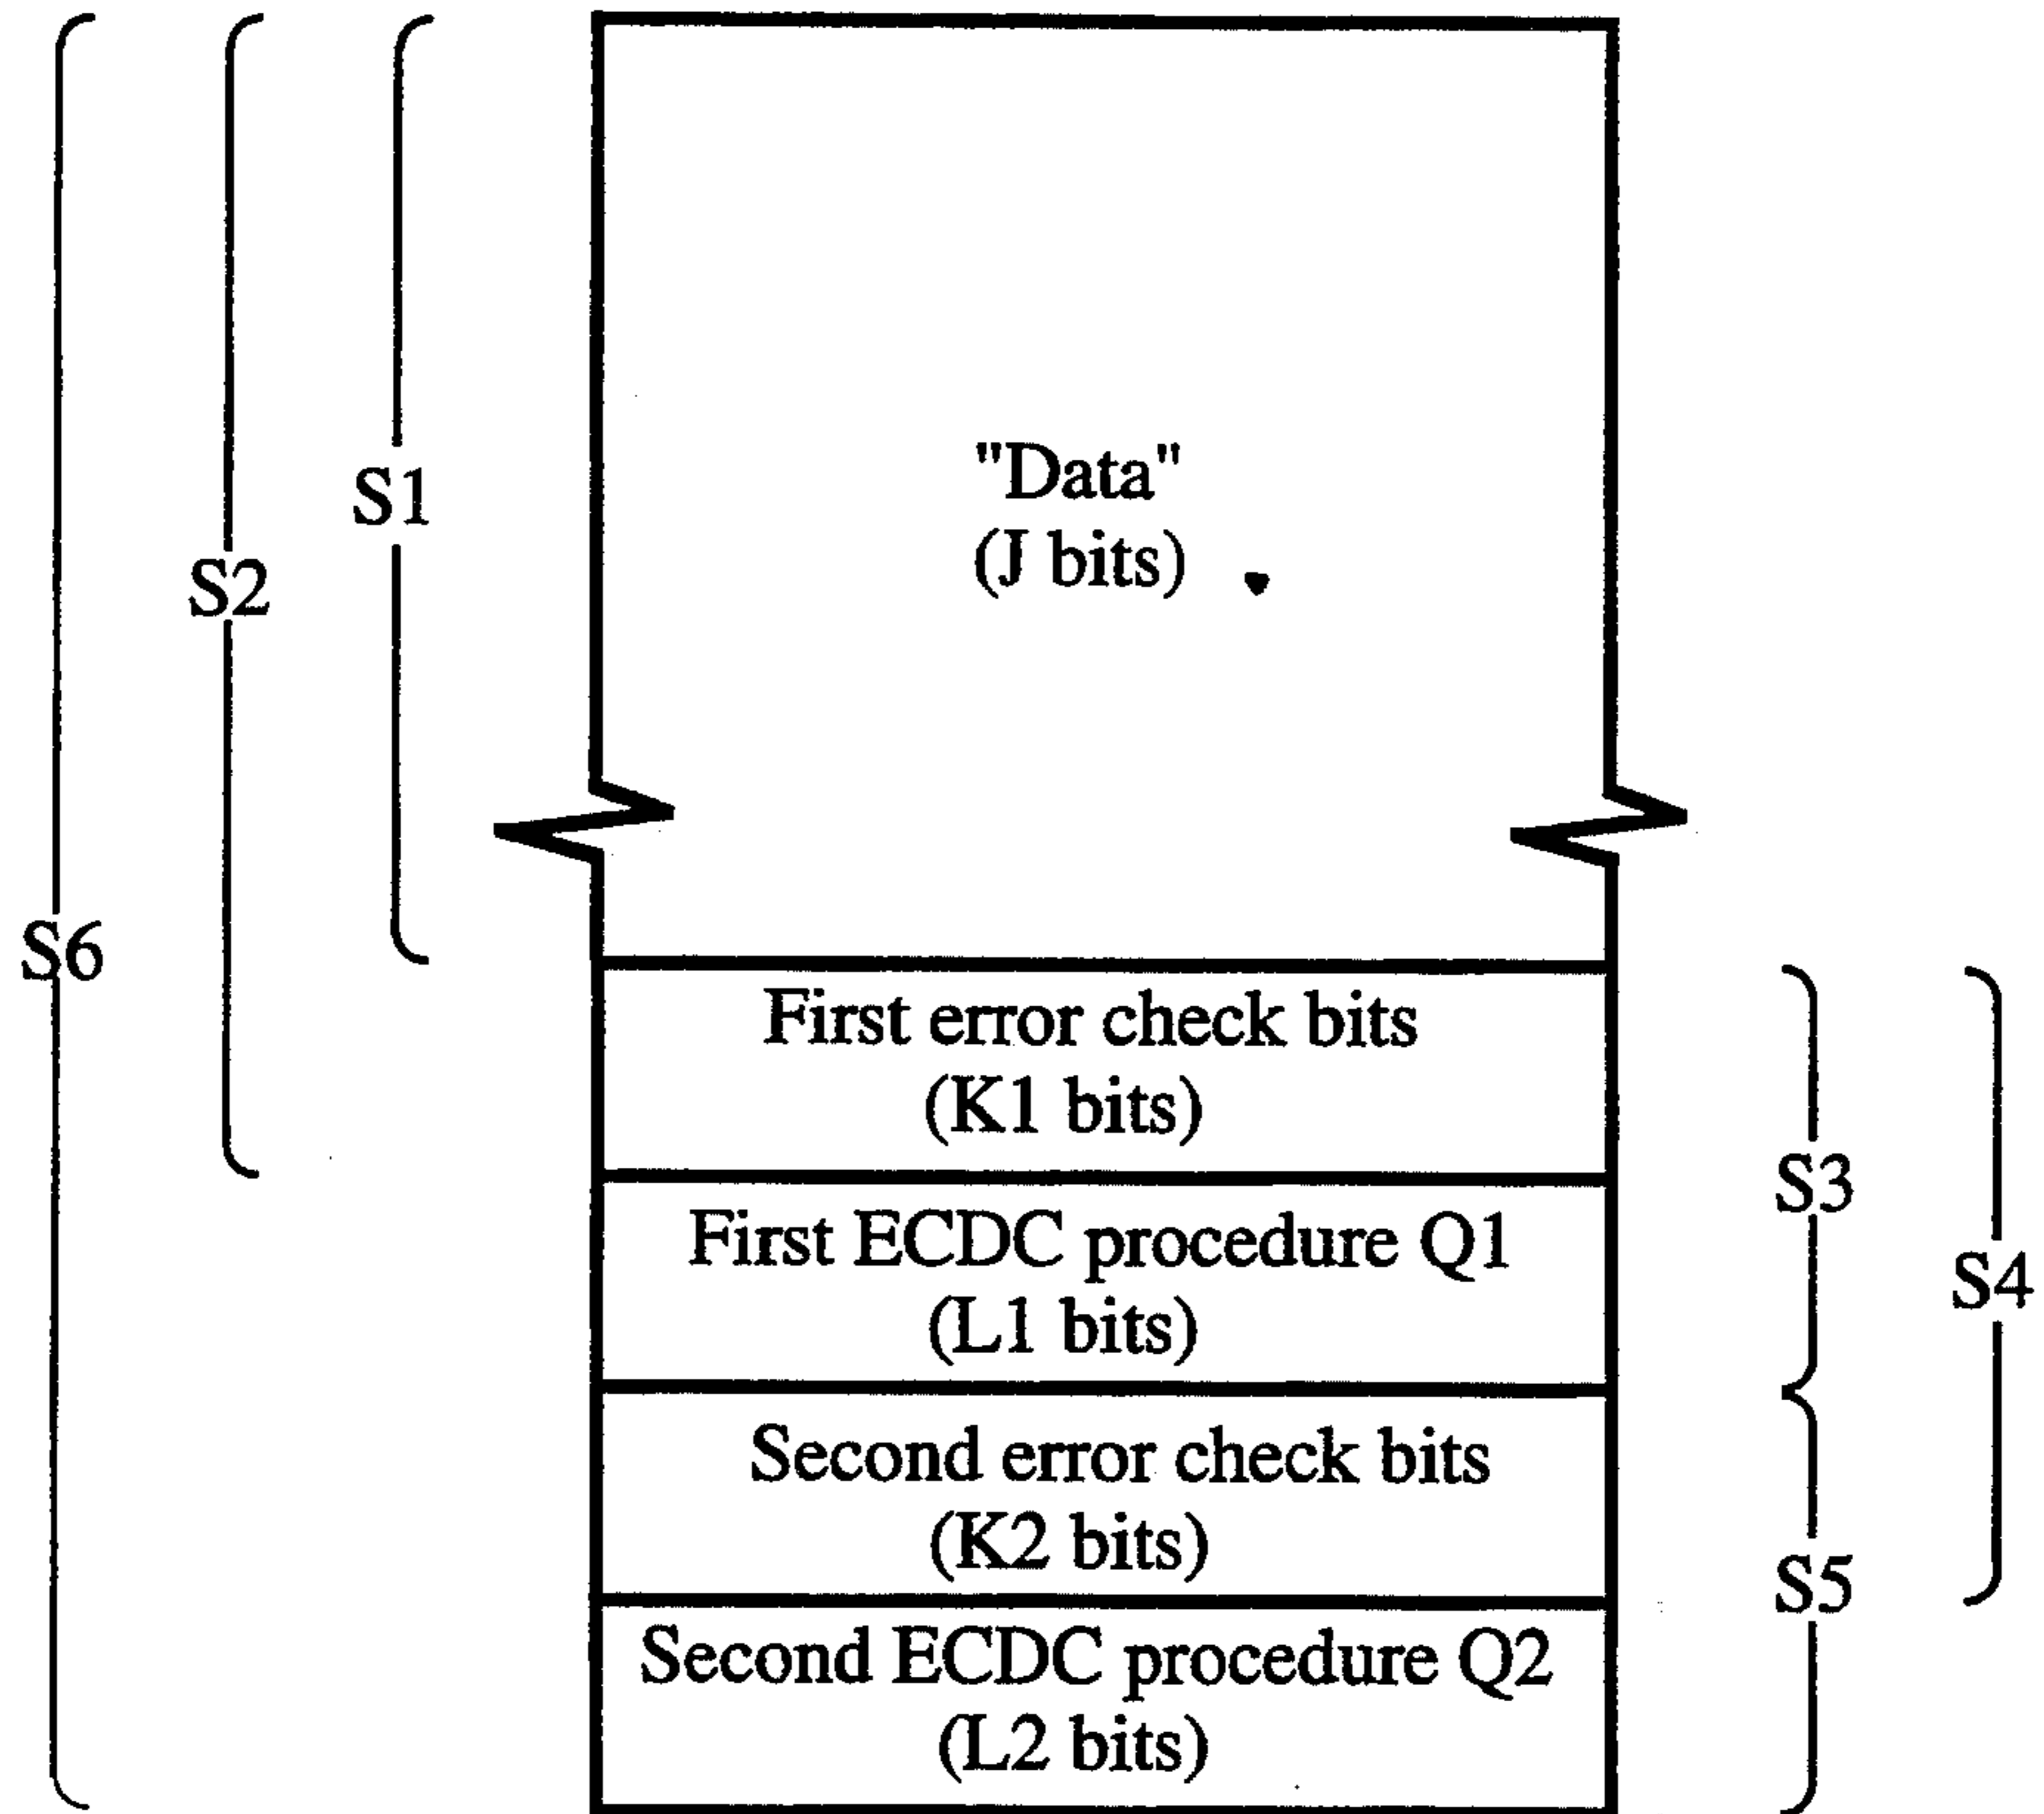 S1
"Data"
(J bits)
S2
S6
First error check bits
(K1 bits)
S3
First ECDC procedure Q1
S4
(L1 bits)
Second error check bits
(K2 bits)
S5
Second ECDC procedure Q2
(L2 bits)